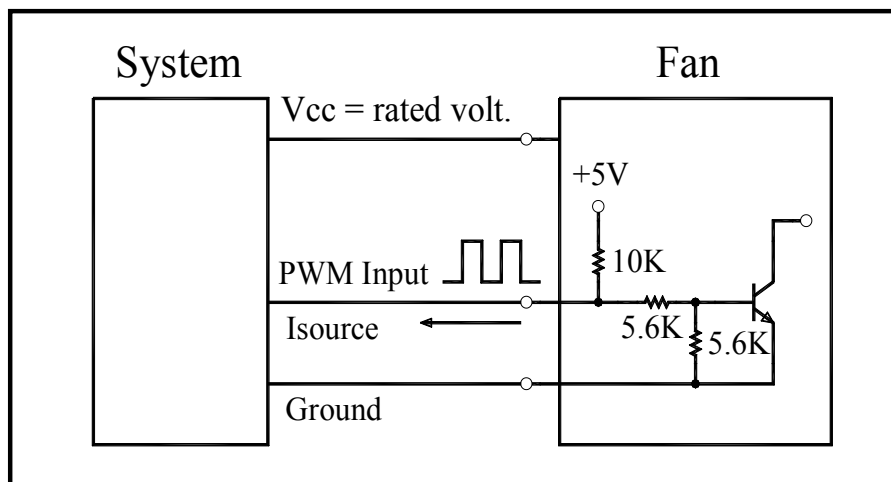 System
Fan
Vcc = rated volt.
+5V
10K
PWM Input
5.6K
Isource
5.6K
Ground